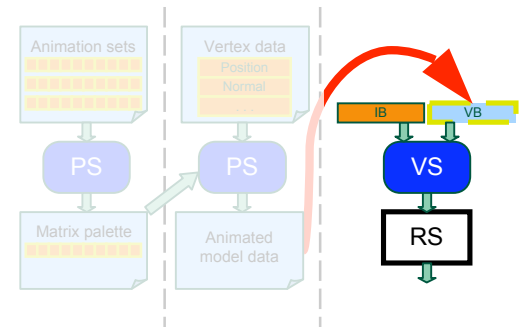 Animation sets
PS
Matrix palette
Vertex data
Position
Normal
. . .
PS
Animated
model data
IB
VB
VS
RS